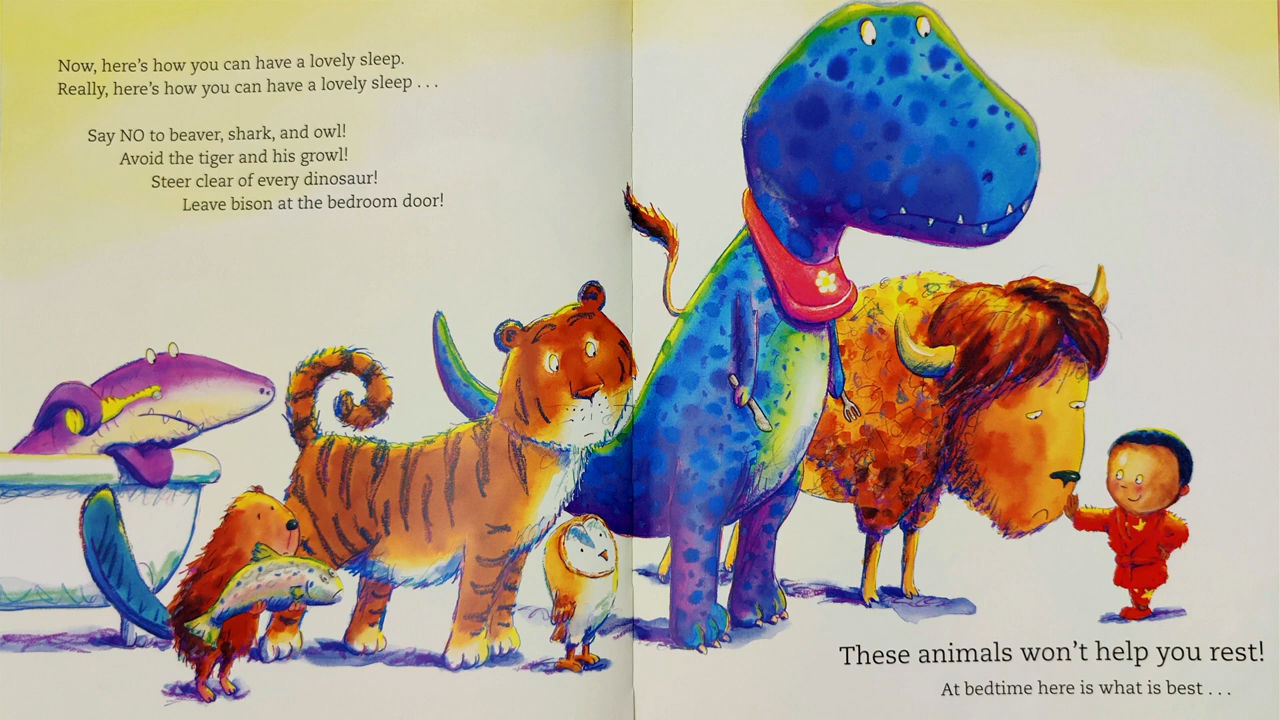 Now, here's how you can have a lovely sleep.
Really, here's how you can have a lovely sleep . . .
Say NO to beaver, shark, and owl!
Avoid the tiger and his growl!
Steer clear of every dinosaur!
Leave bison at the bedroom door!
These animals won't help you rest!
At bedtime here is what is best . . .